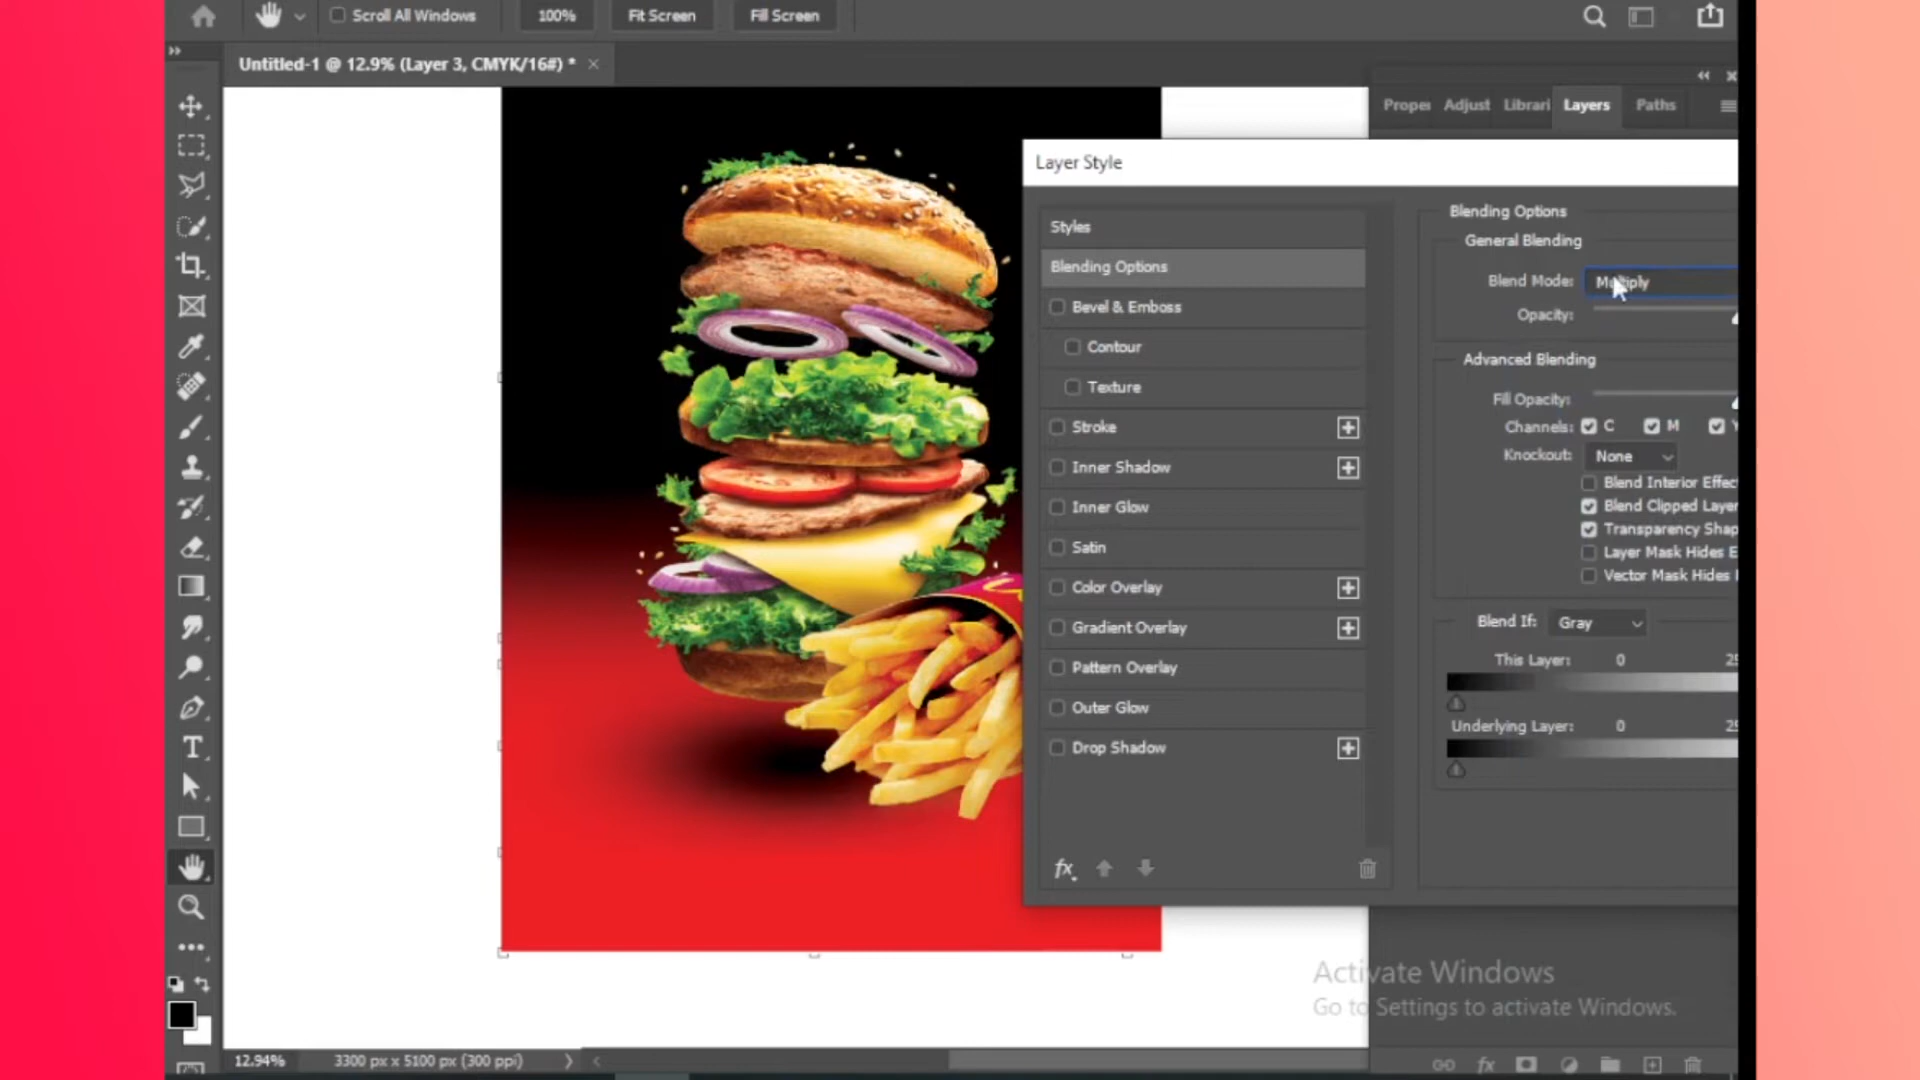 Scroll All Windows
100%
Fit Screen
Fill Screen
Untitled-1 @ 12.9% (Layer 3, CMYK/16#) *
Proper
Adjust
Librari
Layers
Paths
Layer Style
Styles
Blending Options
Bevel & Emboss
Contour
Texture
Stroke
Inner Shadow
Inner Glow
Satin
Color Overlay
Gradient Overlay
Pattern Overlay
Outer Glow
Drop Shadow
fx
Blending Options
General Blending
Blend Mode: Multiply
Opacity:
Advanced Blending
Fill Opacity:
Channels: C M Y
Knockout: None
Blend Interior Effec
Blend Clipped Layer
Transparency Shap
Layer Mask Hides E
Vector Mask Hides
Blend If: Gray
This Layer: 0 25
Underlying Layer: 0 25
Activate Windows
Go to Settings to activate Windows.
12.94%
3300 px x 5100 px (300 ppi)
fx